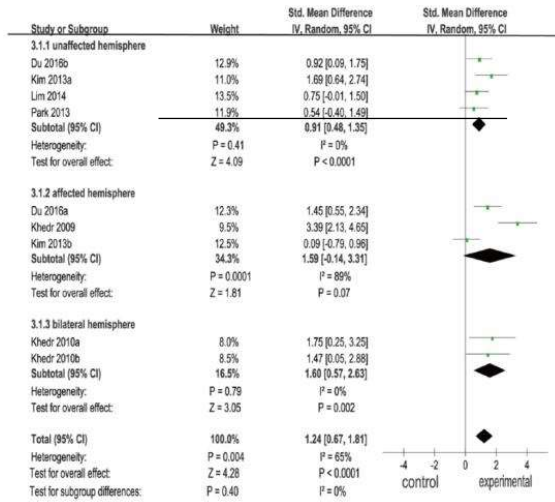 Std. Mean Difference Std. Mean Difference
Study or Subgroup Weight IV, Random, 95% CI IV, Random, 95% CI
3.1.1 unaffected hemisphere
Du 2016b 12.9% 0.92 [0.09, 1.75]
Kim 2013a 11.0% 1.69 [0.64, 2.74]
Lim 2014 13.5% 0.75 [-0.01, 1.50]
Park 2013 11.9% 0.54 [-0.40, 1.49]
Subtotal (95% CI) 49.3% 0.91 [0.48, 1.35]
Heterogeneity: P = 0.41 I² = 0%
Test for overall effect: Z = 4.09 P < 0.0001
3.1.2 affected hemisphere
Du 2016a 12.3% 1.45 [0.55, 2.34]
Khedr 2009 9.5% 3.39 [2.13, 4.65]
Kim 2013b 12.5% 0.09 [-0.79, 0.96]
Subtotal (95% CI) 34.3% 1.59 [-0.14, 3.31]
Heterogeneity: P = 0.0001 I² = 89%
Test for overall effect: Z = 1.81 P = 0.07
3.1.3 bilateral hemisphere
Khedr 2010a 8.0% 1.75 [0.25, 3.25]
Khedr 2010b 8.5% 1.47 [0.05, 2.88]
Subtotal (95% CI) 16.5% 1.60 [0.57, 2.63]
Heterogeneity: P = 0.79 I² = 0%
Test for overall effect: Z = 3.05 P = 0.002
Total (95% CI) 100.0% 1.24 [0.67, 1.81]
Heterogeneity: P = 0.004 I² = 65%
Test for overall effect: Z = 4.28 P < 0.0001
Test for subgroup differences: P = 0.40 I² = 0%
-4 -2 0 2 4
control experimental